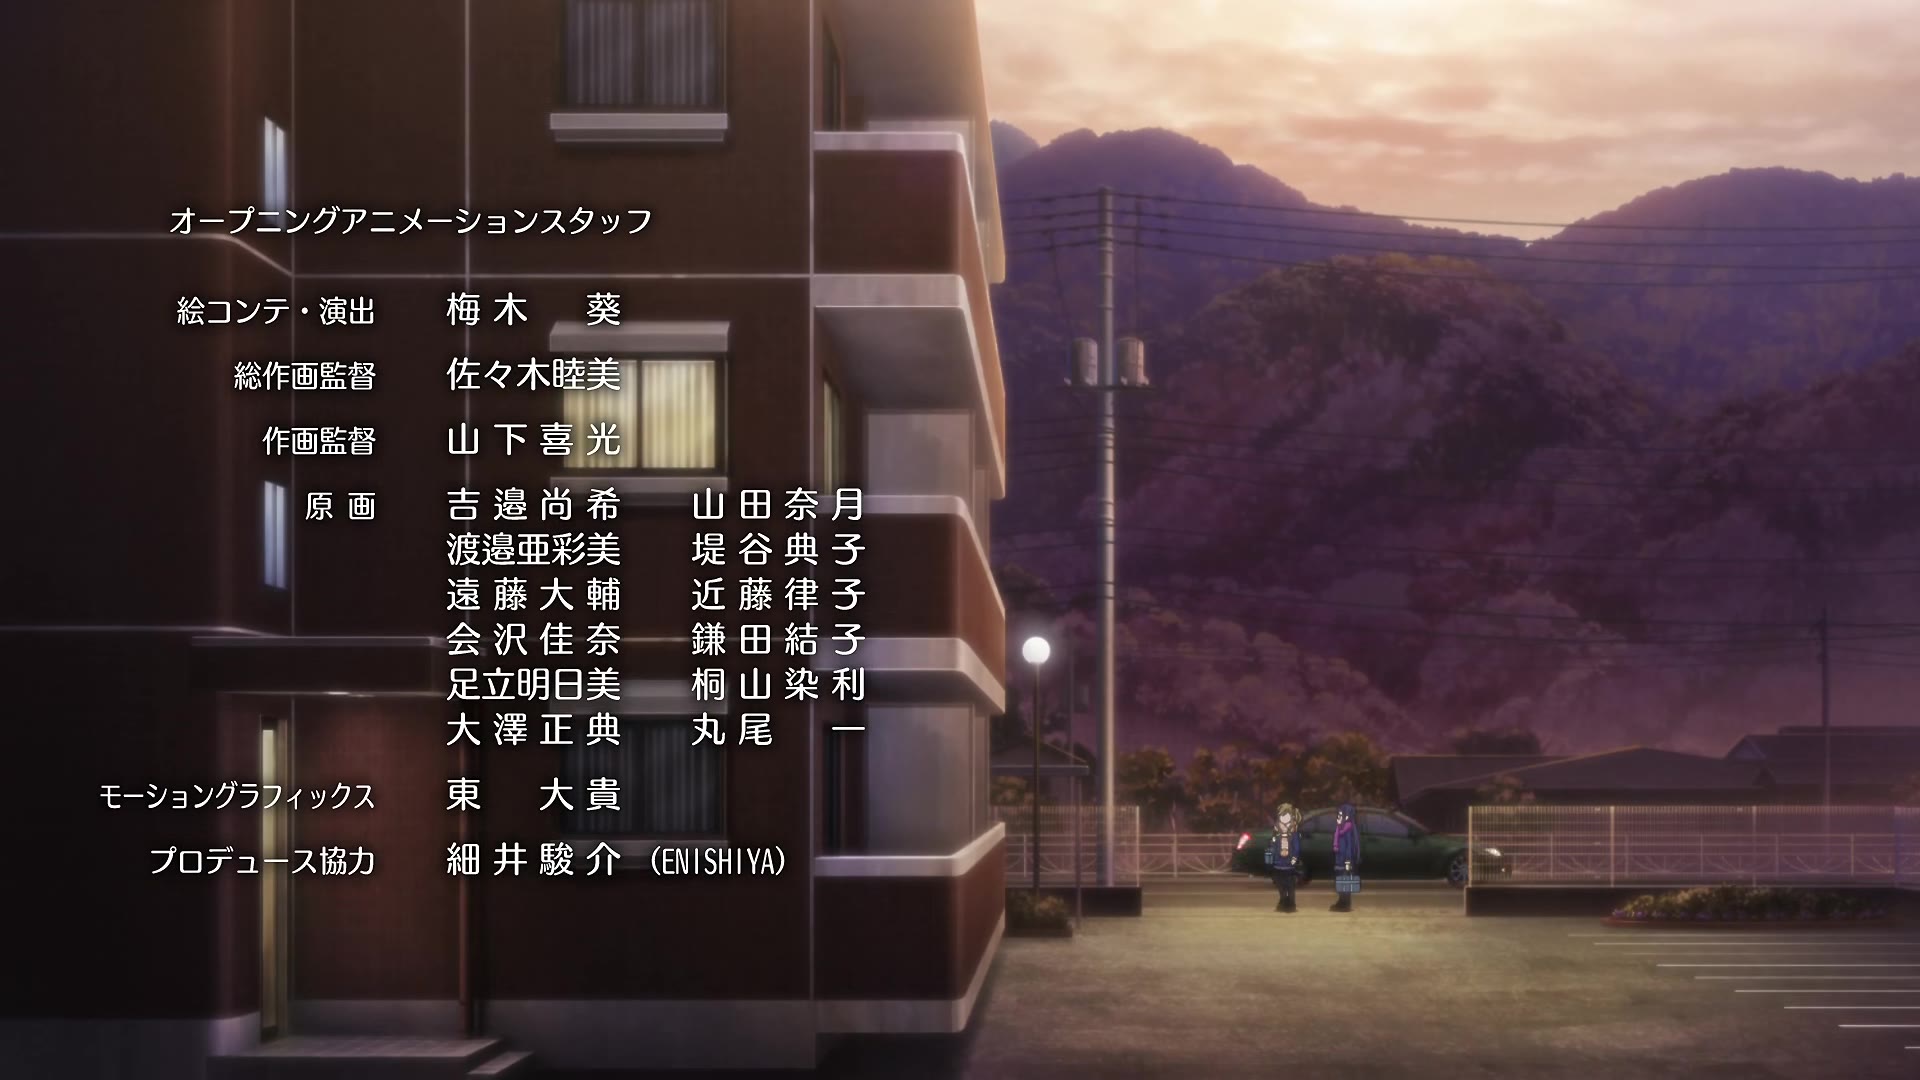 オープニングアニメーションスタッフ
絵コンテ・演出 梅木 葵
総作画監督 佐々木睦美
作画監督 山下喜光
原画 吉邉尚希 山田奈月
渡邉亜彩美 堤谷典子
遠藤大輔 近藤律子
会沢佳奈 鎌田結子
足立明日美 桐山染利
大澤正典 丸尾 一
モーショングラフィックス 東 大貴
プロデュース協力 細井駿介 (ENISHIYA)